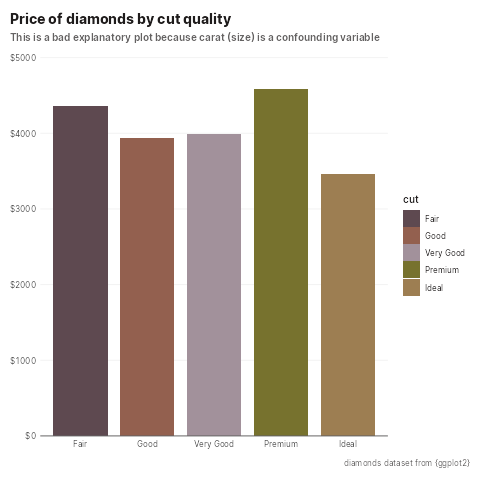 Price of diamonds by cut quality
This is a bad explanatory plot because carat (size) is a confounding variable
$5000
$4000
$3000
$2000
$1000
$0
Fair
Good
Very Good
Premium
Ideal
cut
Fair
Good
Very Good
Premium
Ideal
diamonds dataset from {ggplot2}